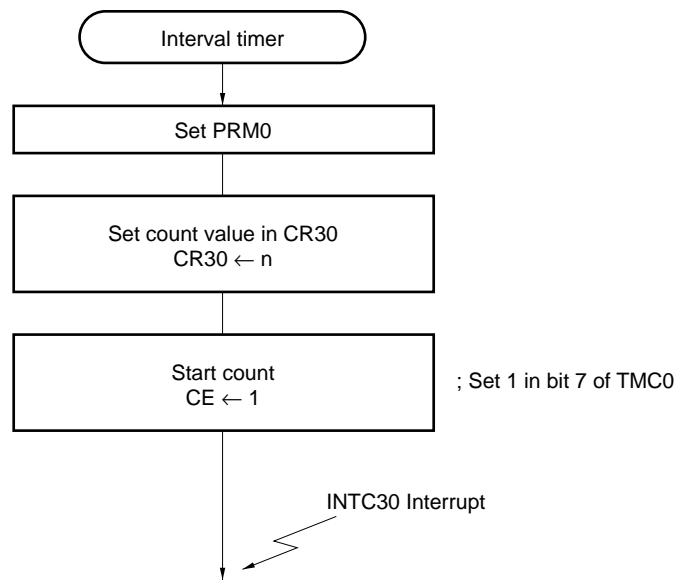 Interval timer
Set PRM0
Set count value in CR30
CR30 ← n
Start count
CE ← 1
; Set 1 in bit 7 of TMC0
INTC30 Interrupt